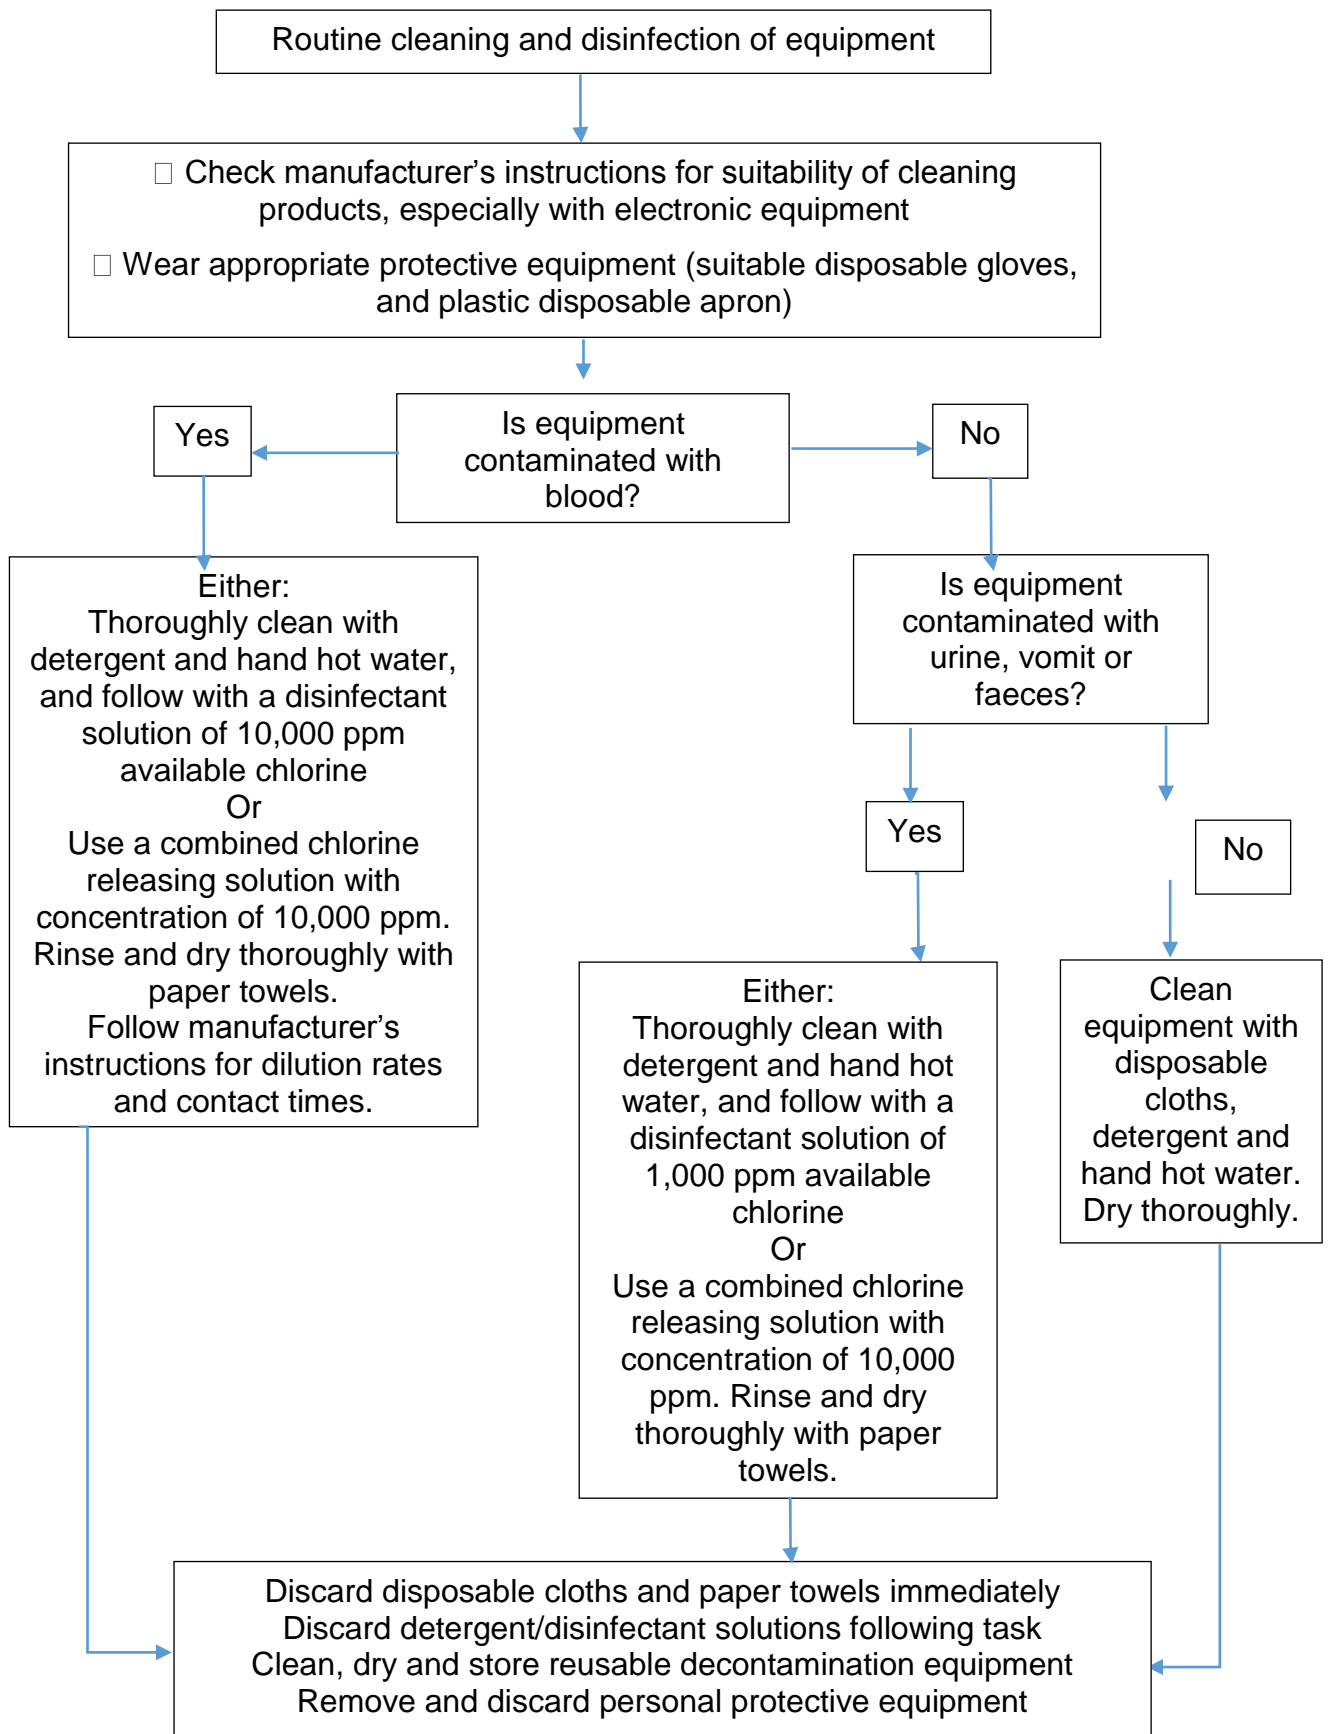 Routine cleaning and disinfection of equipment
□ Check manufacturer’s instructions for suitability of cleaning
products, especially with electronic equipment
□ Wear appropriate protective equipment (suitable disposable gloves,
and plastic disposable apron)
Yes
Is equipment
contaminated with
blood?
No
Either:
Thoroughly clean with
detergent and hand hot water,
and follow with a disinfectant
solution of 10,000 ppm
available chlorine
Or
Use a combined chlorine
releasing solution with
concentration of 10,000 ppm.
Rinse and dry thoroughly with
paper towels.
Follow manufacturer’s
instructions for dilution rates
and contact times.
Is equipment
contaminated with
urine, vomit or
faeces?
Yes
No
Either:
Thoroughly clean with
detergent and hand hot
water, and follow with a
disinfectant solution of
1,000 ppm available
chlorine
Or
Use a combined chlorine
releasing solution with
concentration of 10,000
ppm. Rinse and dry
thoroughly with paper
towels.
Clean
equipment with
disposable
cloths,
detergent and
hand hot water.
Dry thoroughly.
Discard disposable cloths and paper towels immediately
Discard detergent/disinfectant solutions following task
Clean, dry and store reusable decontamination equipment
Remove and discard personal protective equipment